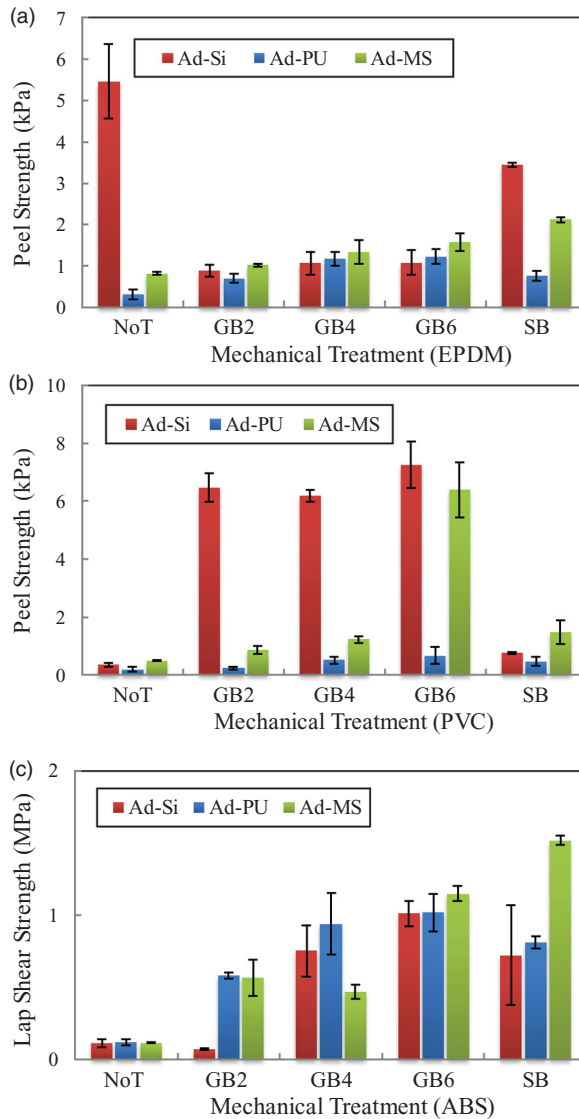 (a)
7
6
5
4
3
2
1
0
Peel Strength (kPa)
Ad-Si Ad-PU Ad-MS
NoT GB2 GB4 GB6 SB
Mechanical Treatment (EPDM)
(b)
10
8
6
4
2
0
Peel Strength (kPa)
Ad-Si Ad-PU Ad-MS
NoT GB2 GB4 GB6 SB
Mechanical Treatment (PVC)
(c)
2
1
0
Lap Shear Strength (MPa)
Ad-Si Ad-PU Ad-MS
NoT GB2 GB4 GB6 SB
Mechanical Treatment (ABS)